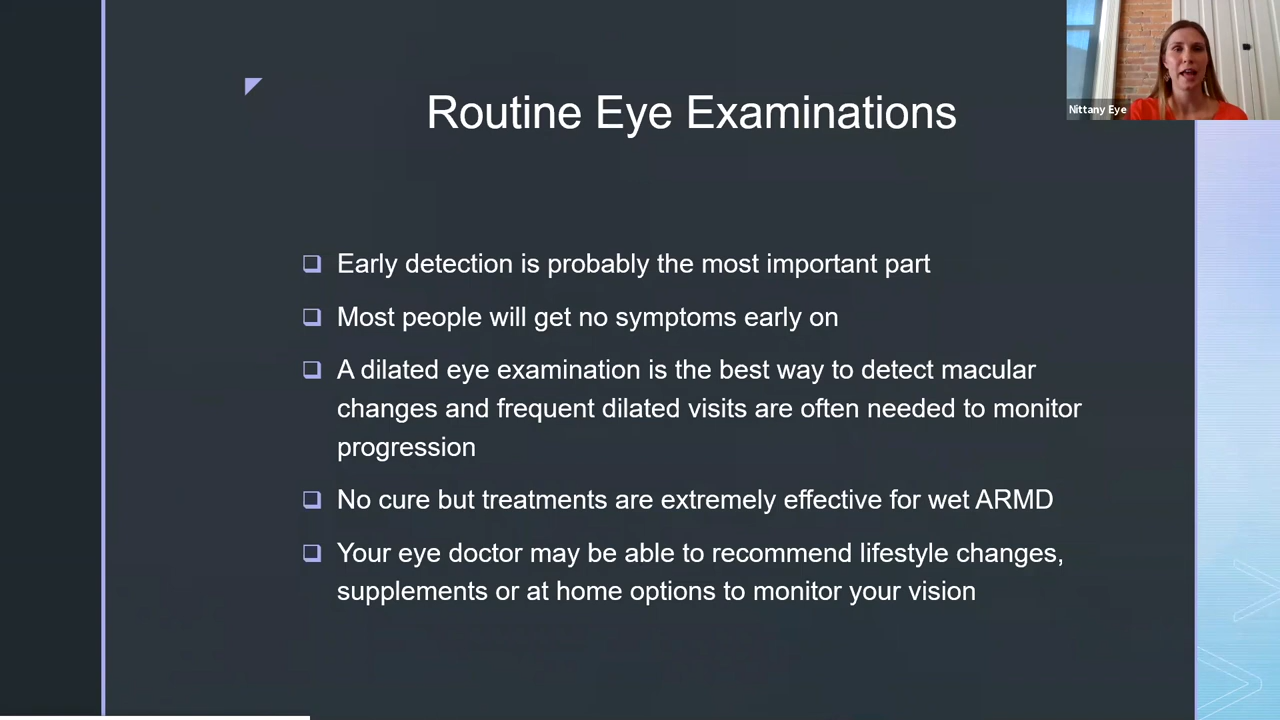 Routine Eye Examinations
Nittany Eye
Early detection is probably the most important part
Most people will get no symptoms early on
A dilated eye examination is the best way to detect macular
changes and frequent dilated visits are often needed to monitor
progression
No cure but treatments are extremely effective for wet ARMD
Your eye doctor may be able to recommend lifestyle changes,
supplements or at home options to monitor your vision